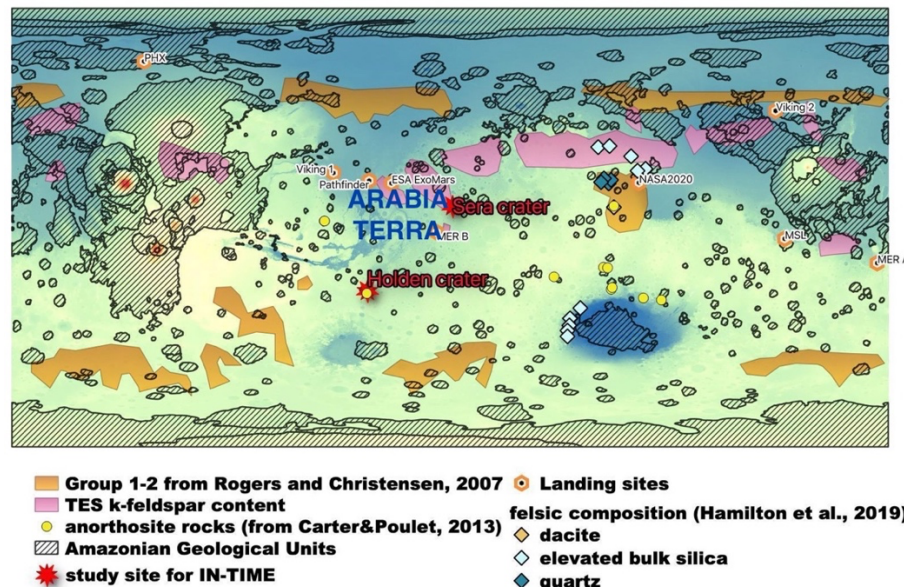 PHX
Viking 2
Viking 1
Pathfinder
ESA ExoMars
NASA2020
ARABIA
Sera crater
TERRA
MER B
MSL
MER A
Holden crater
Group 1-2 from Rogers and Christensen, 2007
TES k-feldspar content
anorthosite rocks (from Carter&Poulet, 2013)
Amazonian Geological Units
study site for IN-TIME
Landing sites
felsic composition (Hamilton et al., 2019)
dacite
elevated bulk silica
quartz